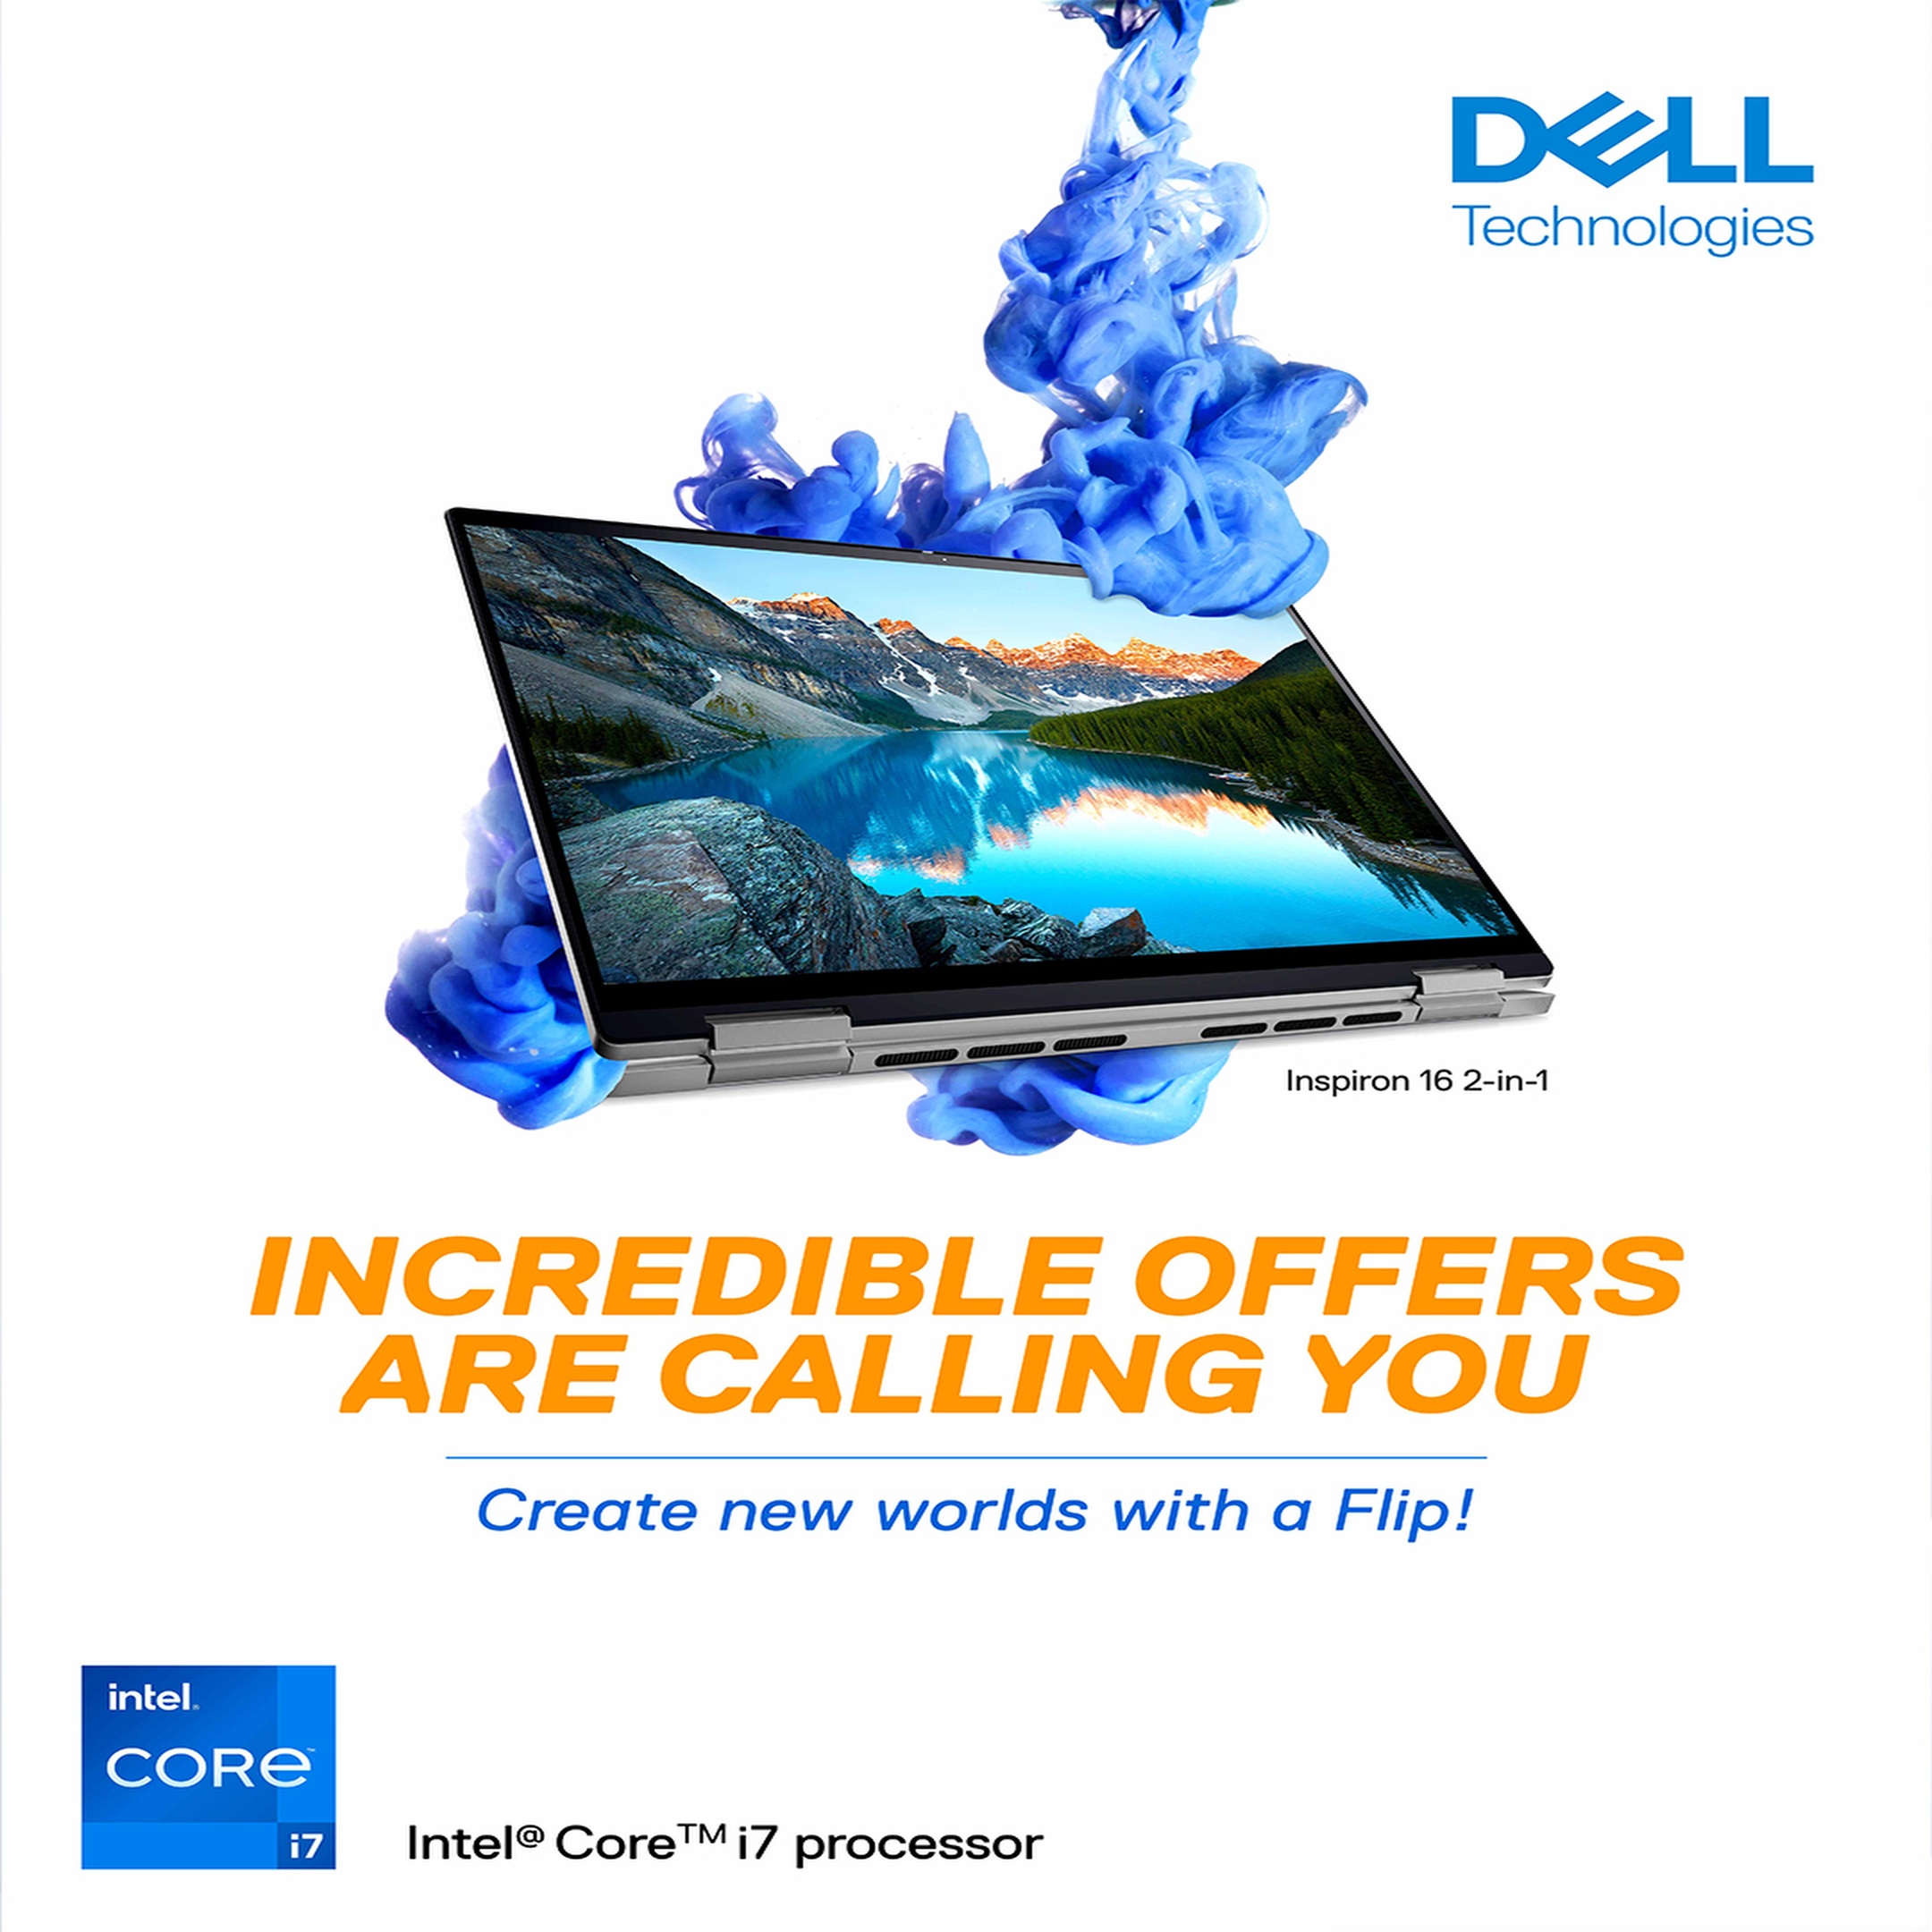 DELL
Technologies
Inspiron 16 2-in-1
INCREDIBLE OFFERS
ARE CALLING YOU
Create new worlds with a Flip!
intel®
CORE™
i7
Intel@ Core™ i7 processor